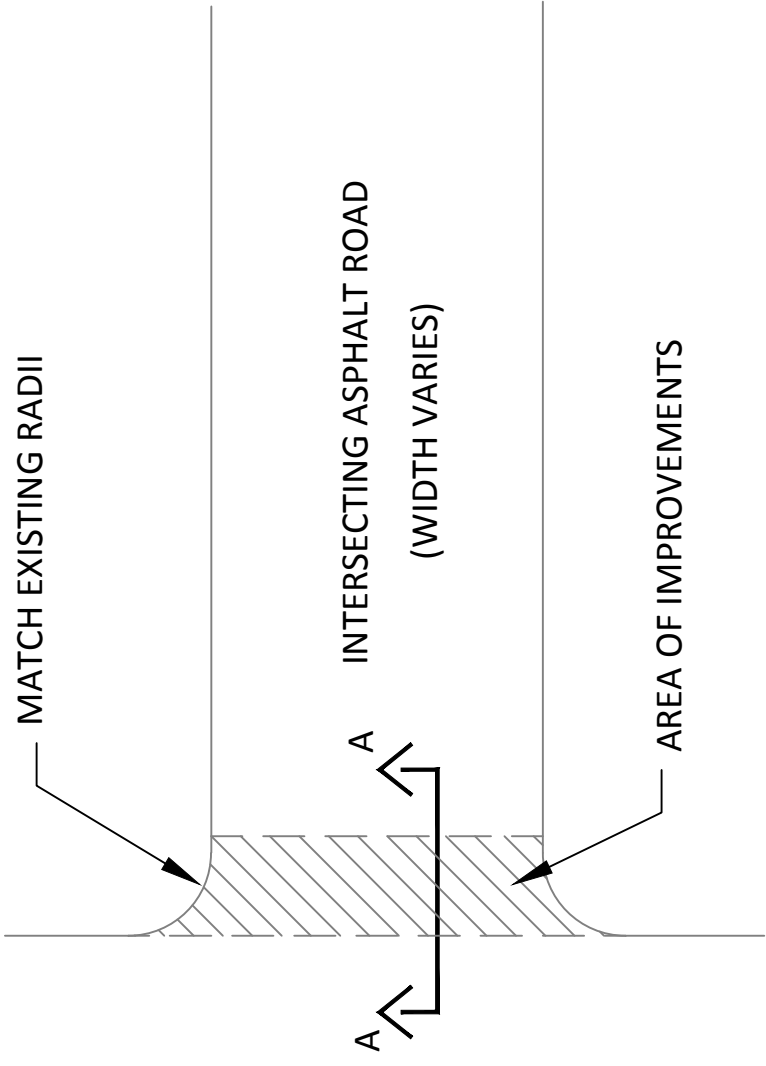 MATCH EXISTING RADII
INTERSECTING ASPHALT ROAD
(WIDTH VARIES)
A
A
AREA OF IMPROVEMENTS